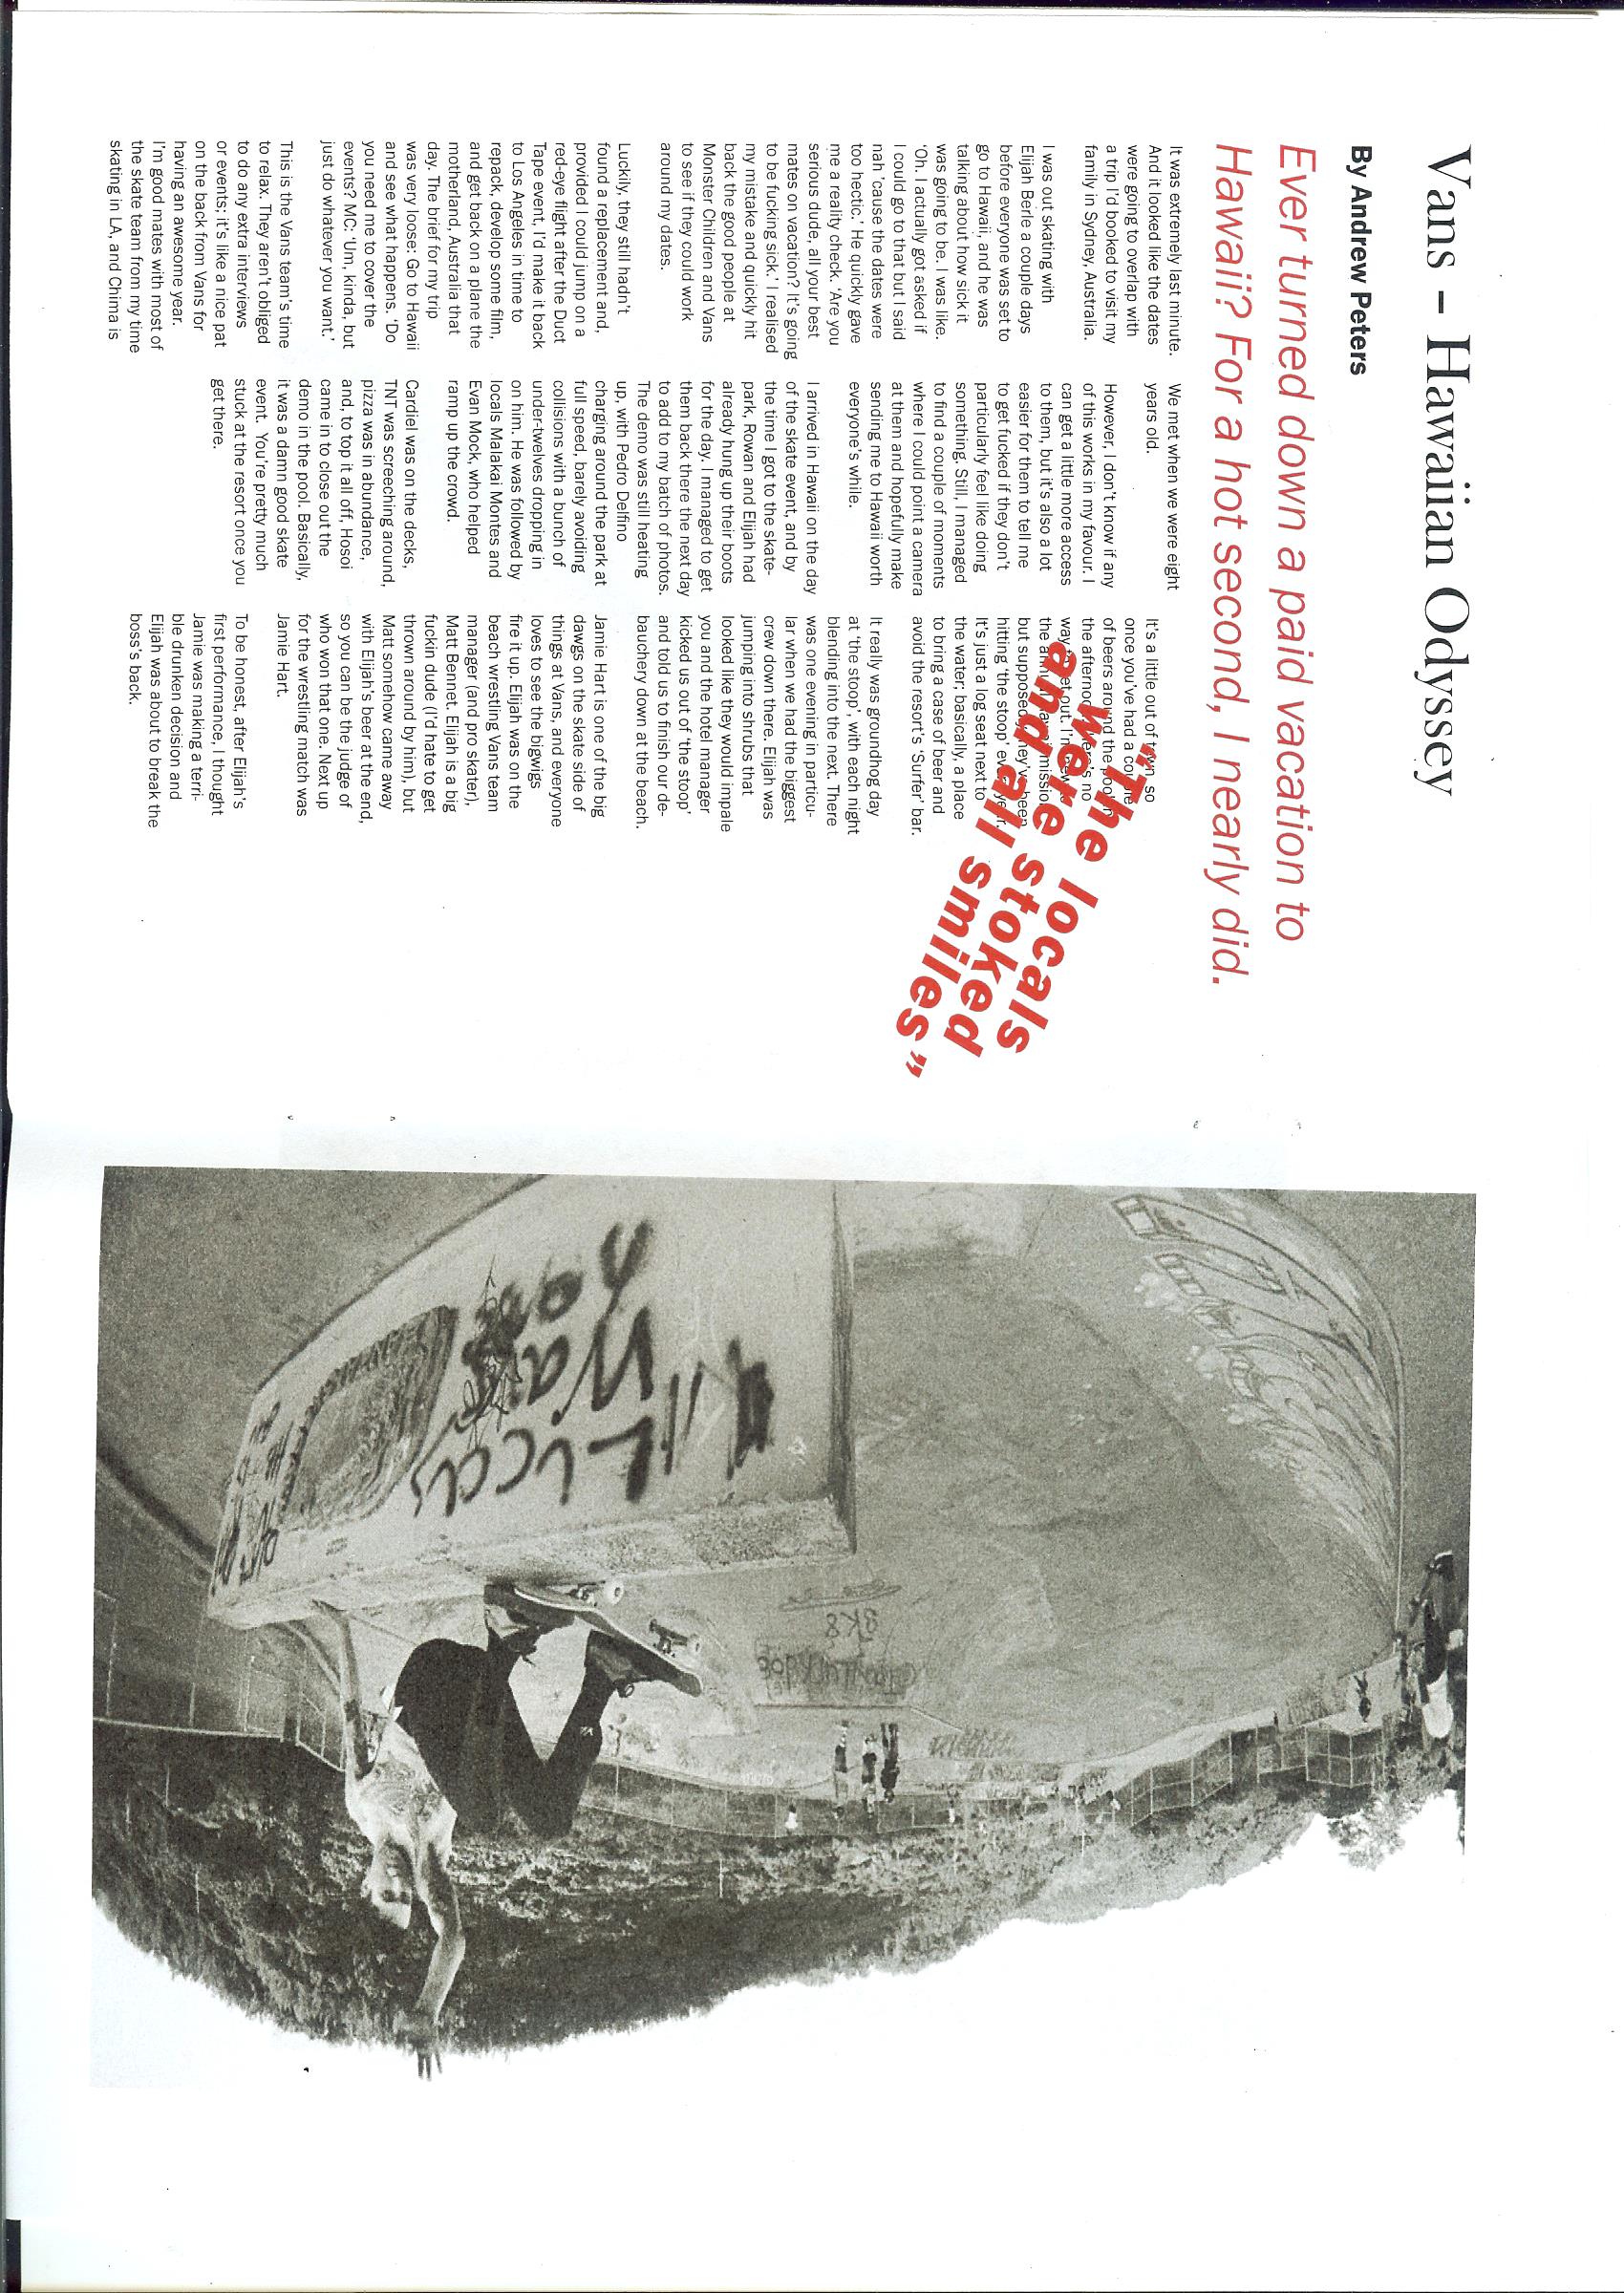 Vans – Hawaiian Odyssey
By Andrew Peters
Ever turned down a paid vacation to
Hawaii? For a hot second, I nearly did.
It was extremely last minute.
And it looked like the dates
were going to overlap with
a trip I'd booked to visit my
family in Sydney, Australia.
I was out skating with
Elijah Berle a couple days
before everyone was set to
go to Hawaii, and he was
talking about how sick it
was going to be. I was like.
'Oh. I actually got asked if
I could go to that but I said
nah 'cause the dates were
too hectic.' He quickly gave
me a reality check. 'Are you
serious dude, all your best
mates on vacation? It's going
to be fucking sick.' I realised
my mistake and quickly hit
back the good people at
Monster Children and Vans
to see if they could work
around my dates.
Luckily, they still hadn't
found a replacement and,
provided I could jump on a
red-eye flight after the Duct
Tape event, I'd make it back
to Los Angeles in time to
repack, develop some film,
and get back on a plane the
motherland, Australia that
day. The brief for my trip
was very loose: Go to Hawaii
and see what happens. 'Do
you need me to cover the
events? MC: 'Um, kinda, but
just do whatever you want.'
This is the Vans team's time
to relax. They aren't obliged
to do any extra interviews
or events; it's like a nice pat
on the back from Vans for
having an awesome year.
I'm good mates with most of
the skate team from my time
skating in LA, and Chima is
We met when we were eight
years old.
However, I don't know if any
of this works in my favour. I
can get a little more access
to them, but it's also a lot
easier for them to tell me
to get fucked if they don't
particularly feel like doing
something. Still, I managed
to find a couple of moments
where I could point a camera
at them and hopefully make
sending me to Hawaii worth
everyone's while.
I arrived in Hawaii on the day
of the skate event, and by
the time I got to the skate-
park, Rowan and Elijah had
already hung up their boots
for the day. I managed to get
them back there the next day
to add to my batch of photos.
The demo was still heating
up, with Pedro Delfino
charging around the park at
full speed, barely avoiding
collisions with a bunch of
under-twelves dropping in
on him. He was followed by
locals Malakai Montes and
Evan Mock, who helped
ramp up the crowd.
Cardiel was on the decks,
TNT was screeching around,
pizza was in abundance,
and, to top it all off, Hosoi
came in to close out the
demo in the pool. Basically,
it was a damn good skate
event. You're pretty much
stuck at the resort once you
get there.
It's a little out of town, so
once you've had a couple
of beers around the pool in
the afternoon there's no
way to get out. I'm new to
the annual Hawaii mission
but supposedly they've been
hitting 'the stoop' every year.
It's just a log seat next to
the water; basically, a place
to bring a case of beer and
avoid the resort's 'Surfer' bar.
It really was groundhog day
at 'the stoop', with each night
blending into the next. There
was one evening in particu-
lar when we had the biggest
crew down there. Elijah was
jumping into shrubs that
looked like they would impale
you and the hotel manager
kicked us out of 'the stoop'
and told us to finish our de-
bauchery down at the beach.
Jamie Hart is one of the big
dawgs on the skate side of
things at Vans, and everyone
loves to see the bigwigs
fire it up. Elijah was on the
beach wrestling Vans team
manager (and pro skater),
Matt Bennet. Elijah is a big
fuckin dude (I'd hate to get
thrown around by him), but
Matt somehow came away
with Elijah's beer at the end,
so you can be the judge of
who won that one. Next up
for the wrestling match was
Jamie Hart.
To be honest, after Elijah's
first performance, I thought
Jamie was making a terri-
ble drunken decision and
Elijah was about to break the
boss's back.
"The locals
were stoked
and all smiles"